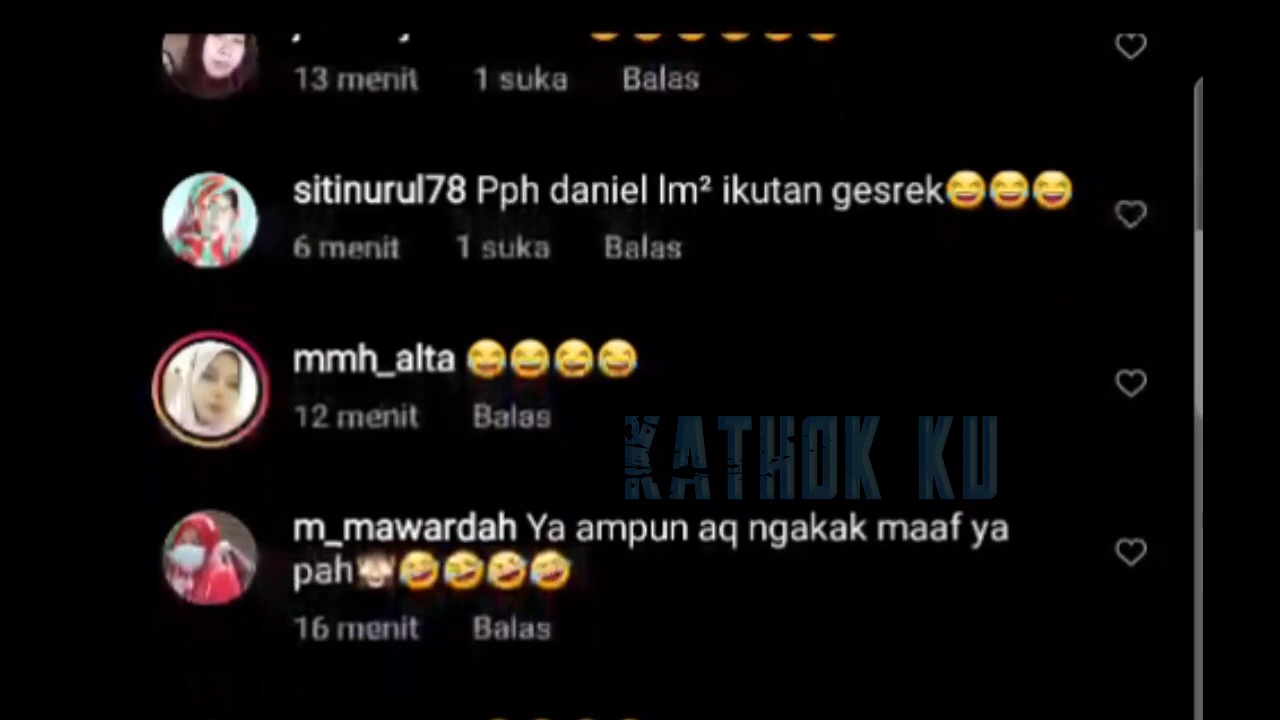 13 menit 1 suka Balas
sitinurul78 Pph daniel lm² ikutan gesrek😂😂😂
6 menit 1 suka Balas
mmh_alta 😂😂😂😂
12 menit Balas
KATHOK KU
m_mawardah Ya ampun aq ngakak maaf ya
pah🙈🤣🤣🤣🤣
16 menit Balas